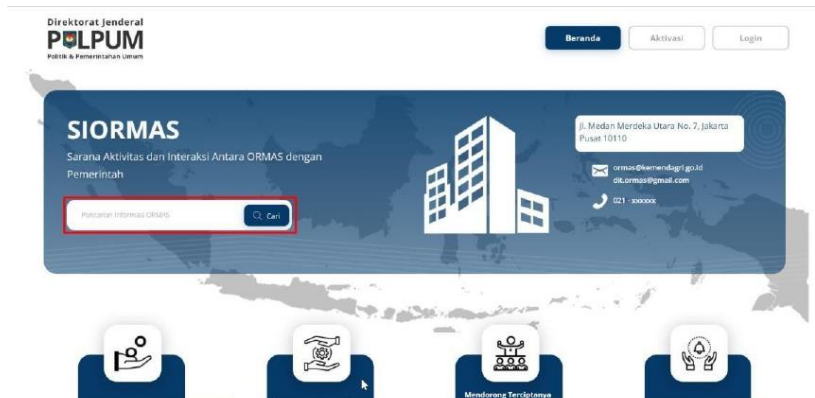 Direktorat Jenderal
POLPUM
Politik & Pemerintahan Umum
Beranda
Aktivasi
Login
SIORMAS
Sarana Aktivitas dan Interaksi Antara ORMAS dengan
Pemerintah
Pencarian Informasi ORMAS
Cari
Jl. Medan Merdeka Utara No. 7, Jakarta
Pusat 10110
ormas@kemendagri.go.id
dit.ormas@gmail.com
021 - xxxxxx
Mendorong Terciptanya